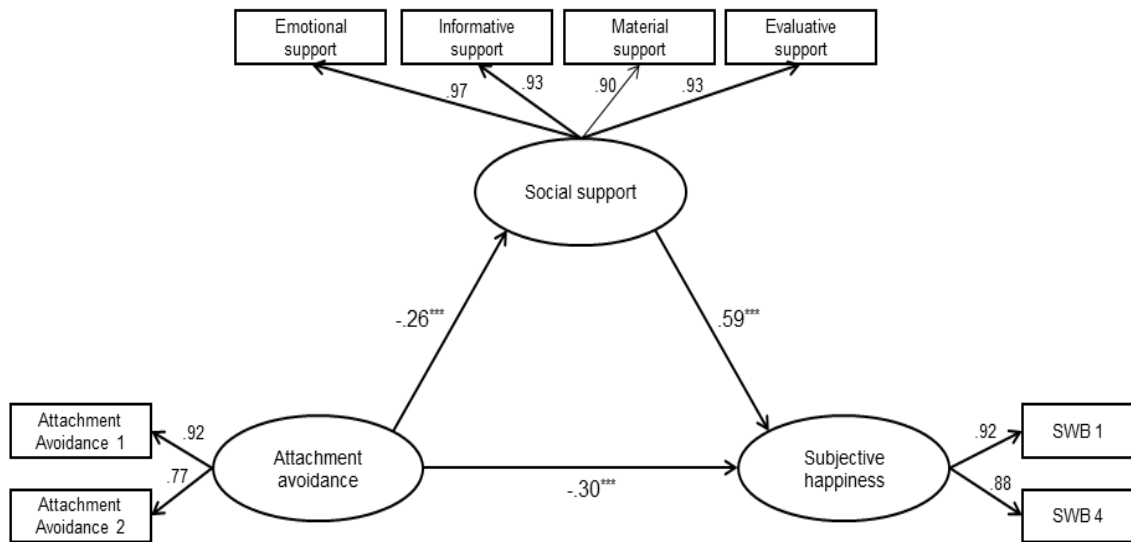 Emotional
support
Informative
support
Material
support
Evaluative
support
.97
.93
.90
.93
Social support
-.26***
.59***
Attachment
Avoidance 1
.92
Attachment
Avoidance 2
.77
Attachment
avoidance
-.30***
Subjective
happiness
.92
SWB 1
.88
SWB 4